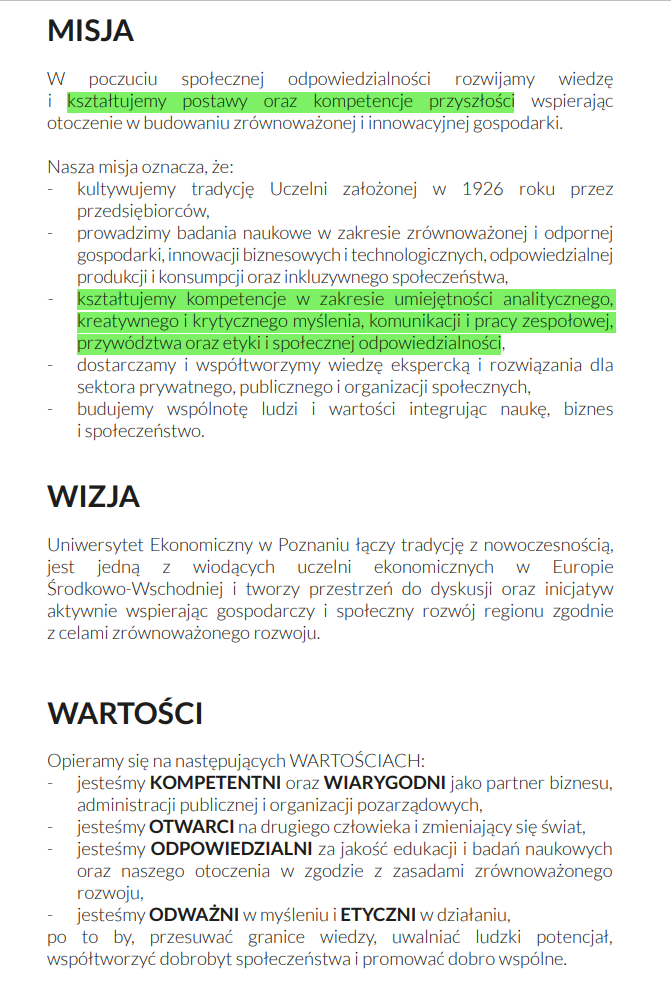 MISJA
W poczuciu społecznej odpowiedzialności rozwijamy wiedzę
i kształtujemy postawy oraz kompetencje przyszłości wspierając
otoczenie w budowaniu zrównoważonej i innowacyjnej gospodarki.
Nasza misja oznacza, że:
- kultywujemy tradycję Uczelni założonej w 1926 roku przez
przedsiębiorców,
- prowadzimy badania naukowe w zakresie zrównoważonej i odpornej
gospodarki, innowacji biznesowych i technologicznych, odpowiedzialnej
produkcji i konsumpcji oraz inkluzywnego społeczeństwa,
- kształtujemy kompetencje w zakresie umiejętności analitycznego,
kreatywnego i krytycznego myślenia, komunikacji i pracy zespołowej,
przywództwa oraz etyki i społecznej odpowiedzialności,
- dostarczamy i współtworzymy wiedzę ekspercką i rozwiązania dla
sektora prywatnego, publicznego i organizacji społecznych,
- budujemy wspólnotę ludzi i wartości integrując naukę, biznes
i społeczeństwo.
WIZJA
Uniwersytet Ekonomiczny w Poznaniu łączy tradycję z nowoczesnością,
jest jedną z wiodących uczelni ekonomicznych w Europie
Środkowo-Wschodniej i tworzy przestrzeń do dyskusji oraz inicjatyw
aktywnie wspierając gospodarczy i społeczny rozwój regionu zgodnie
z celami zrównoważonego rozwoju.
WARTOŚCI
Opieramy się na następujących WARTOŚCIACH:
- jesteśmy KOMPETENTNI oraz WIARYGODNI jako partner biznesu,
administracji publicznej i organizacji pozarządowych,
- jesteśmy OTWARCI na drugiego człowieka i zmieniający się świat,
- jesteśmy ODPOWIEDZIALNI za jakość edukacji i badań naukowych
oraz naszego otoczenia w zgodzie z zasadami zrównoważonego
rozwoju,
- jesteśmy ODWAŻNI w myśleniu i ETYCZNI w działaniu,
po to by, przesuwać granice wiedzy, uwalniać ludzki potencjał,
współtworzyć dobrobyt społeczeństwa i promować dobro wspólne.